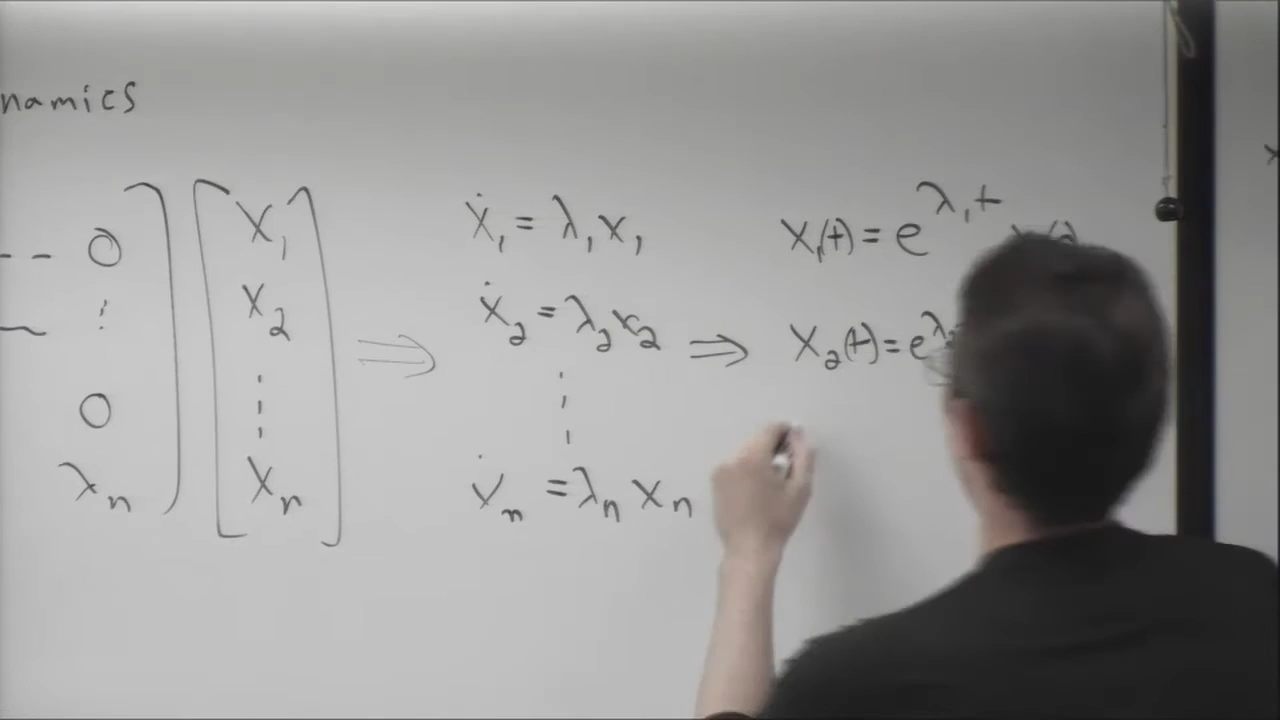 namics
-- 0 ] [ X₁ ] ẋ₁ = λ₁x₁ X₁(t) = e^{λ₁t}
⋮ X₂ ẋ₂ = λ₂x₂ ⇒ X₂(t) = e^{λ
0 ⋮ ⇒ ⋮
λₙ Xₙ ẋₙ = λₙxₙ